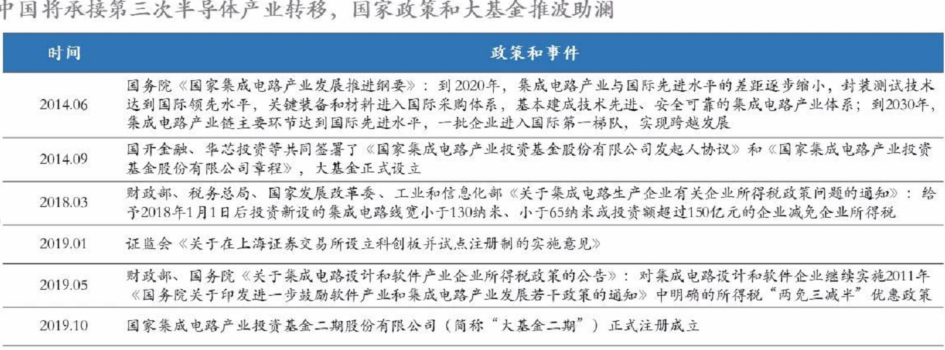 中国将承接第三次半导体产业转移，国家政策和大基金推波助澜
时间 政策和事件
国务院《国家集成电路产业发展推进纲要》：到2020年，集成电路产业与国际先进水平的差距逐步缩小，封装测试技术
2014.06 达到国际领先水平，关键装备和材料进入国际采购体系，基本建成技术先进、安全可靠的集成电路产业体系；到2030年，
集成电路产业链主要环节达到国际先进水平，一批企业进入国际第一梯队，实现跨越发展
2014.09 国开金融、华芯投资等共同签署了《国家集成电路产业投资基金股份有限公司发起人协议》和《国家集成电路产业投资
基金股份有限公司章程》，大基金正式设立
2018.03 财政部、税务总局、国家发展改革委、工业和信息化部《关于集成电路生产企业有关企业所得税政策问题的通知》：给
予2018年1月1日后投资新设的集成电路线宽小于130纳米、小于65纳米或投资额超过150亿元的企业减免企业所得税
2019.01 证监会《关于在上海证券交易所设立科创板并试点注册制的实施意见》
2019.05 财政部、国务院《关于集成电路设计和软件产业企业所得税政策的公告》：对集成电路设计和软件企业继续实施2011年
《国务院关于印发进一步鼓励软件产业和集成电路产业发展若干政策的通知》中明确的所得税“两免三减半”优惠政策
2019.10 国家集成电路产业投资基金二期股份有限公司（简称“大基金二期”）正式注册成立